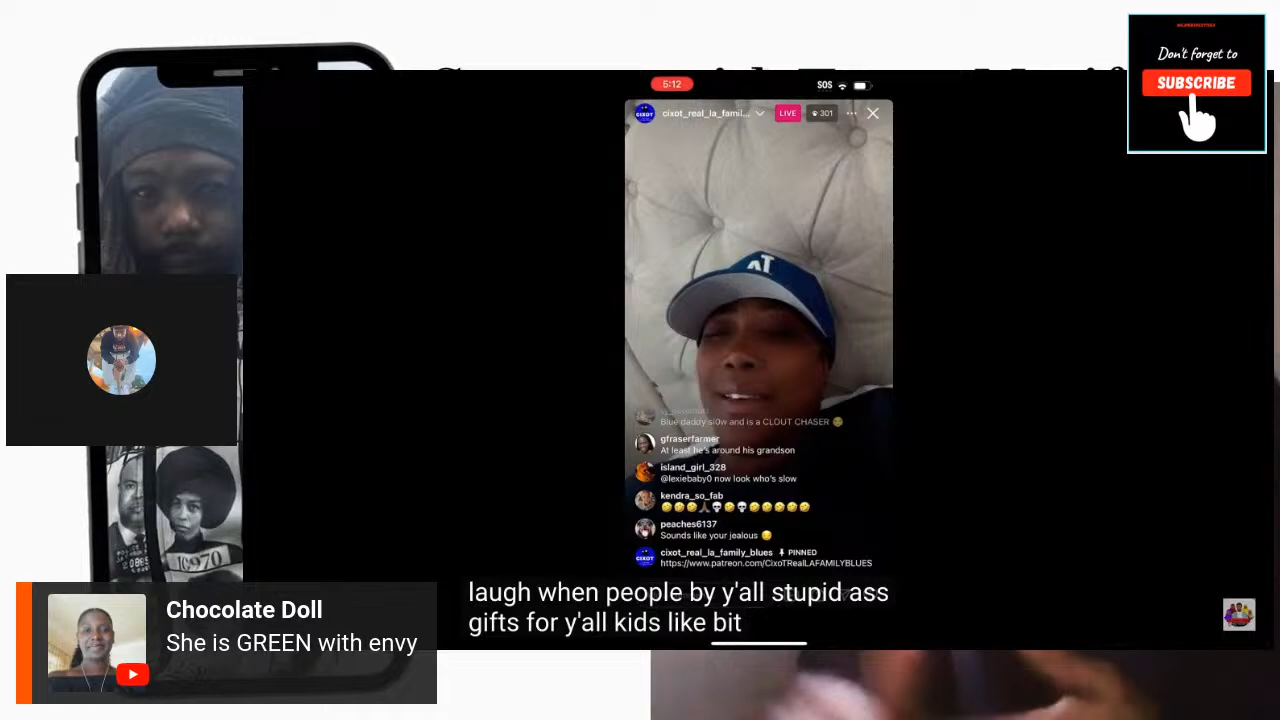 Don't forget to
SUBSCRIBE
5:12
SOS
cixot_real_la_famil...
LIVE
301
CIXOT
AT
Blue daddy sl0w and is a CLOUT CHASER 🤢
gfraserfarmer
At least he's around his grandson
island_girl_328
@lexiebaby0 now look who's slow
kendra_so_fab
🤣🤣🤣🙏🏾💀🤣💀🤣🤣🤣🤣🤣
peaches6137
Sounds like your jealous 😏
cixot_real_la_family_blues PINNED
https://www.patreon.com/CixoTRealLAFAMILYBLUES
laugh when people by y'all stupid ass
gifts for y'all kids like bit
Chocolate Doll
She is GREEN with envy